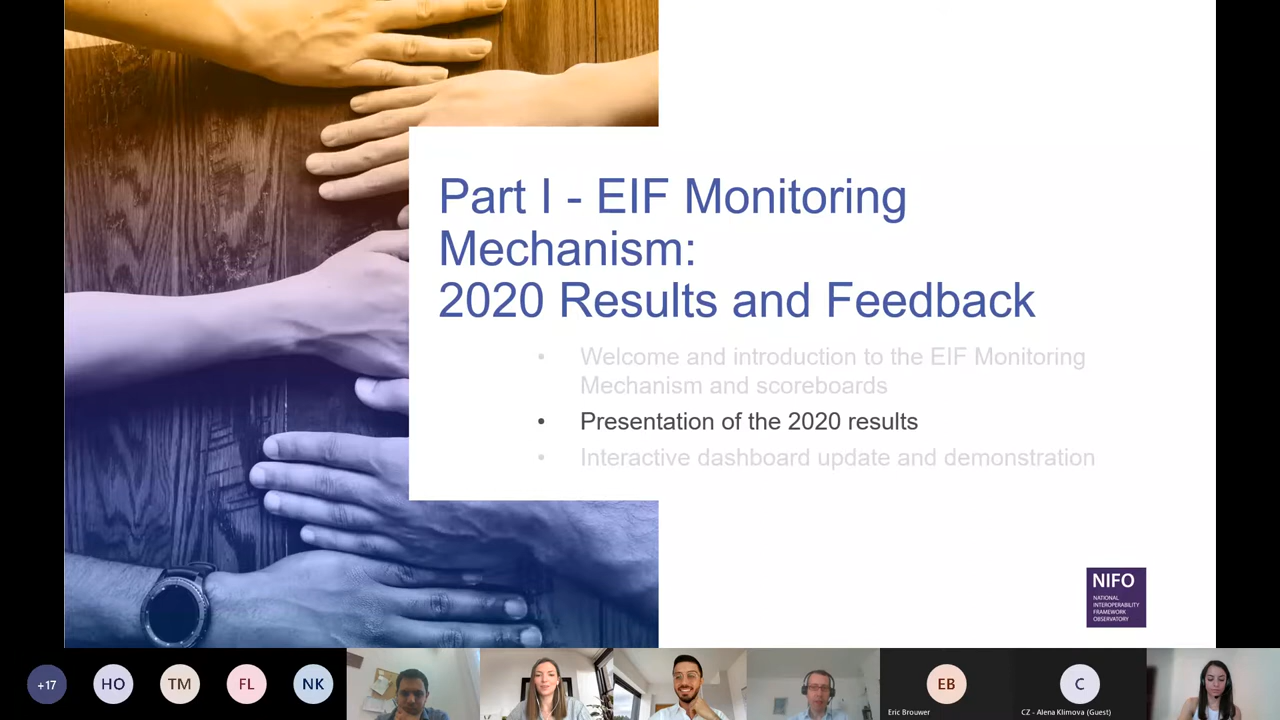 Part I - EIF Monitoring
Mechanism:
2020 Results and Feedback
• Welcome and introduction to the EIF Monitoring
Mechanism and scoreboards
• Presentation of the 2020 results
• Interactive dashboard update and demonstration
NIFO
NATIONAL
INTEROPERABILITY
FRAMEWORK
OBSERVATORY
+17
HO
TM
FL
NK
EB
C
Eric Brouwer
CZ - Alena Klimova (Guest)